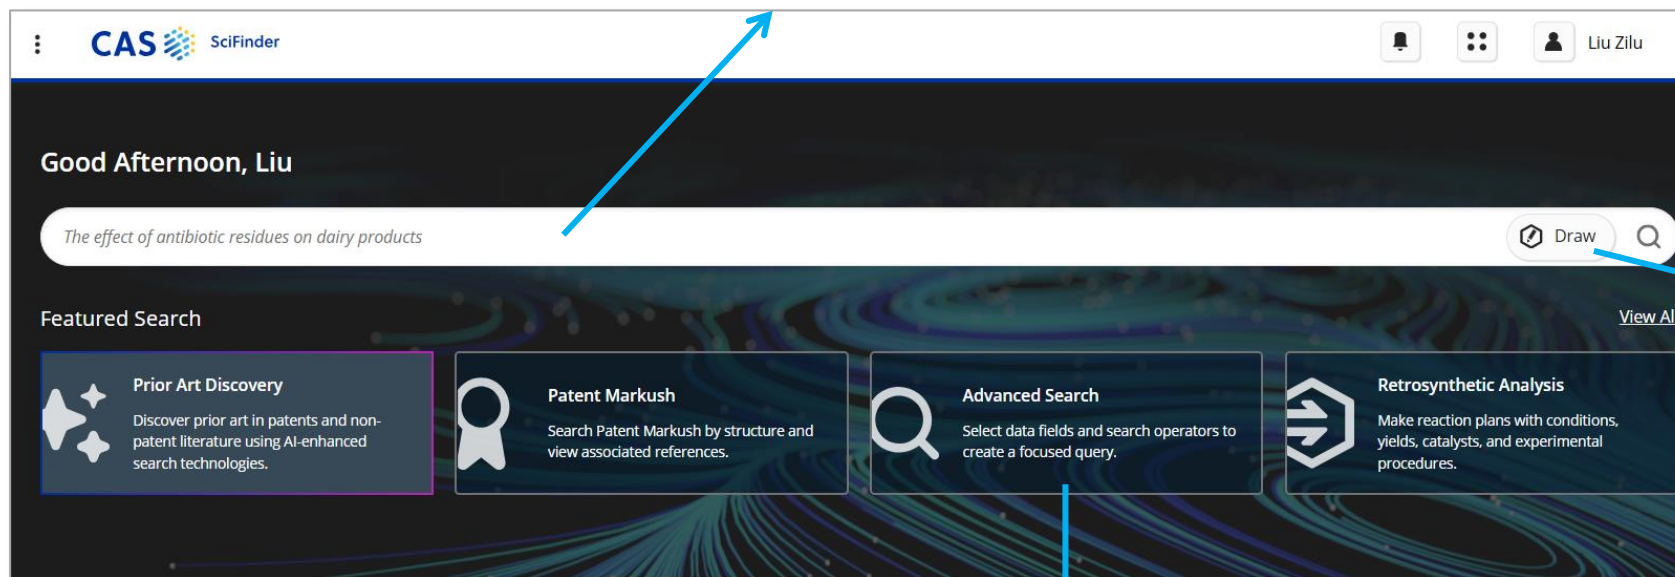 CAS SciFinder
Liu Zilu
Good Afternoon, Liu
The effect of antibiotic residues on dairy products
Draw
Featured Search
View Al
Prior Art Discovery
Discover prior art in patents and non-
patent literature using AI-enhanced
search technologies.
Patent Markush
Search Patent Markush by structure and
view associated references.
Advanced Search
Select data fields and search operators to
create a focused query.
Retrosynthetic Analysis
Make reaction plans with conditions,
yields, catalysts, and experimental
procedures.